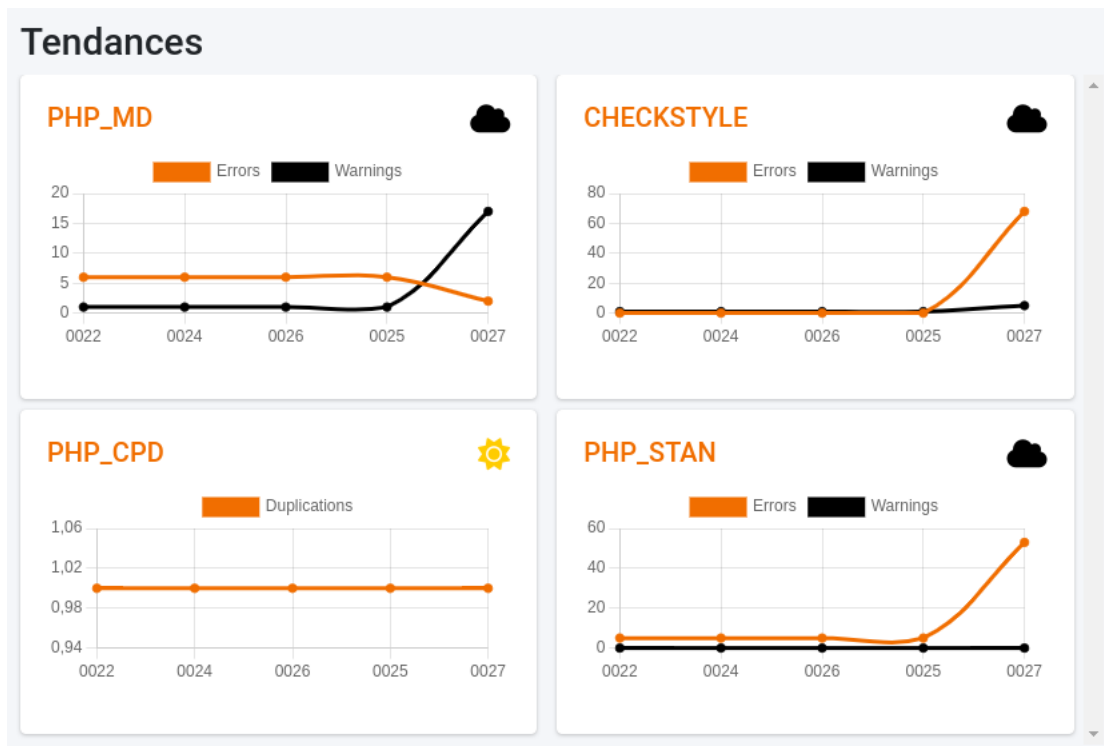 Tendances
PHP_MD
Errors Warnings
20
15
10
5
0
0022 0024 0026 0025 0027
CHECKSTYLE
Errors Warnings
80
60
40
20
0
0022 0024 0026 0025 0027
PHP_CPD
Duplications
1,06
1,02
0,98
0,94
0022 0024 0026 0025 0027
PHP_STAN
Errors Warnings
60
40
20
0
0022 0024 0026 0025 0027